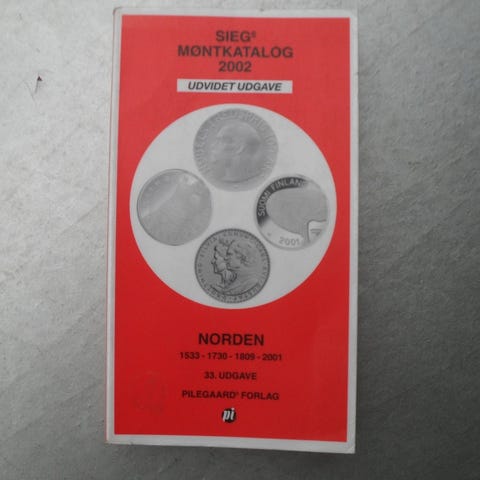 SIEG®
MØNTKATALOG
2002
UDVIDET UDGAVE
SUOMI FINLAND
2001
NORDEN
1533 - 1730 - 1809 - 2001
33. UDGAVE
PILEGAARD® FORLAG
pi